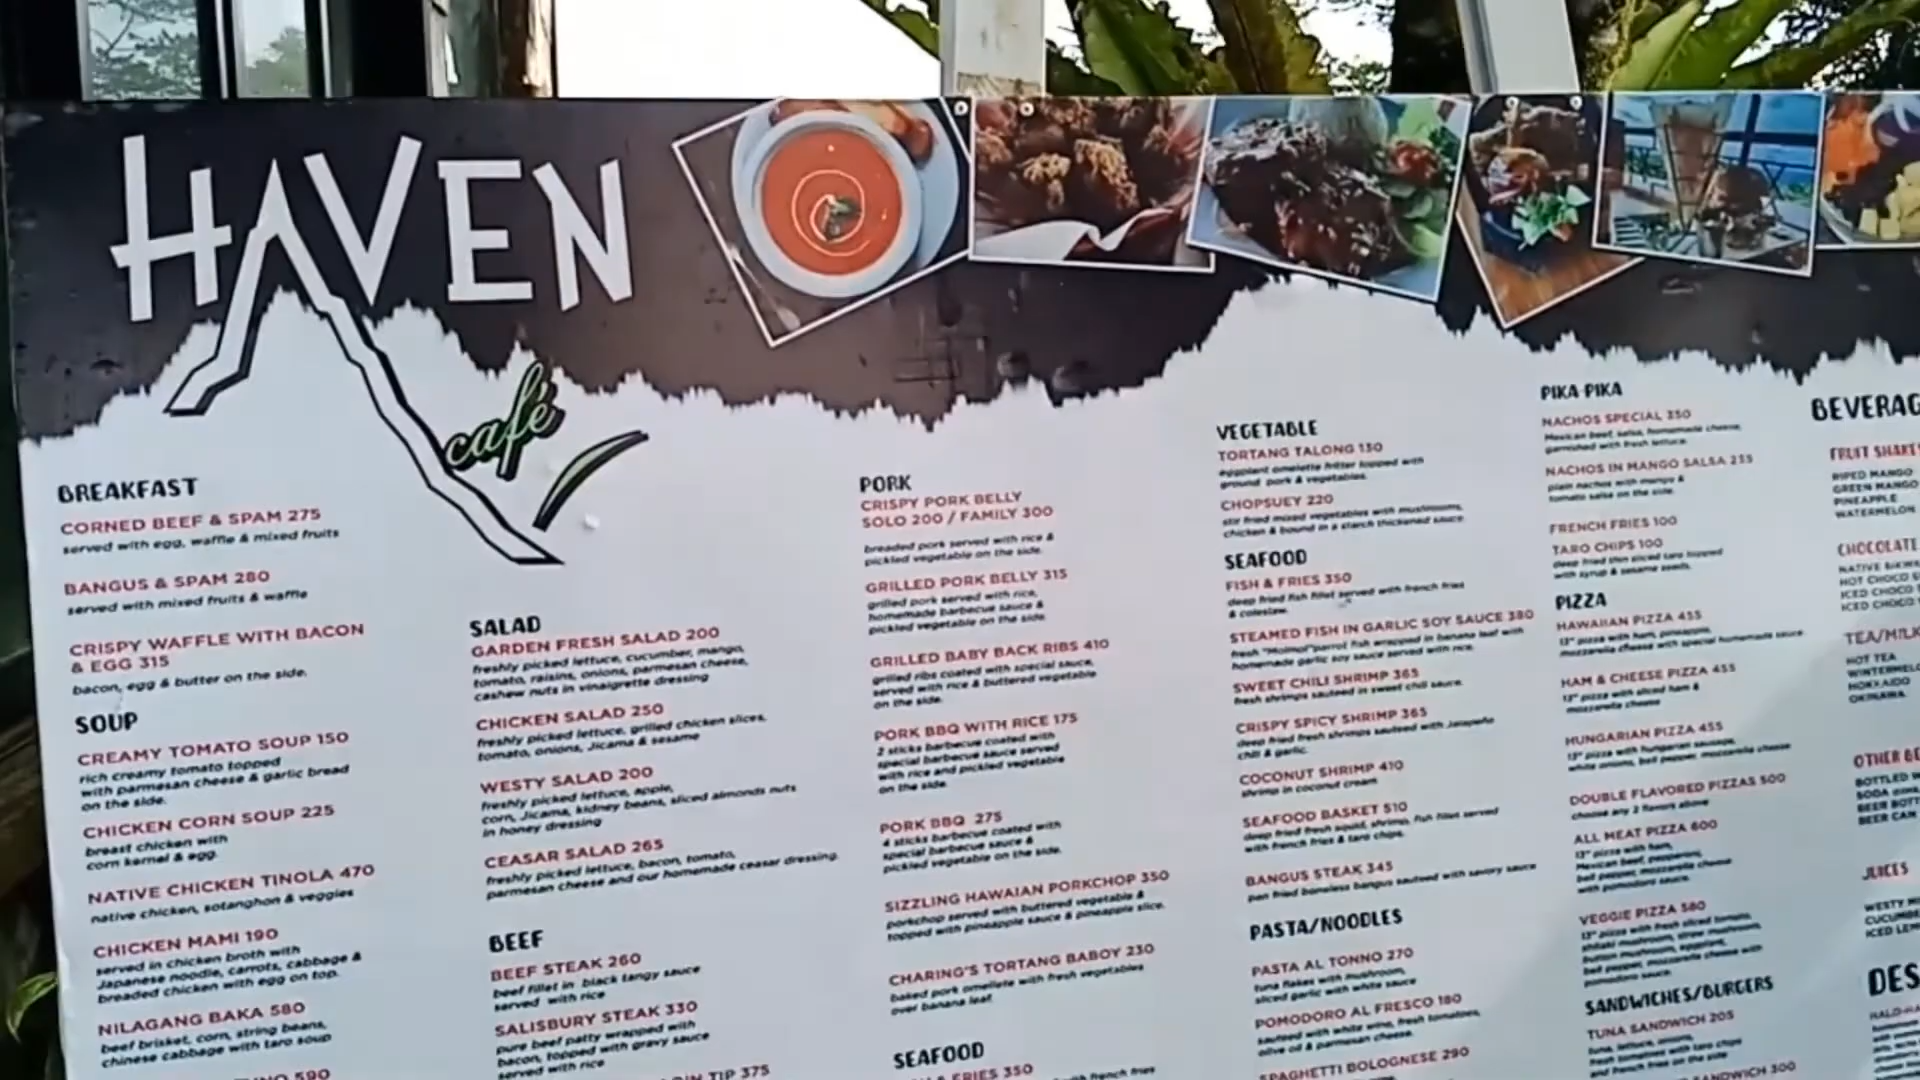 HAVEN
café
BREAKFAST
CORNED BEEF & SPAM 275
served with egg, waffle & mixed fruits
BANGUS & SPAM 280
served with mixed fruits & waffle
CRISPY WAFFLE WITH BACON
& EGG 315
bacon, egg & butter on the side.
SOUP
CREAMY TOMATO SOUP 150
rich creamy tomato topped
with parmesan cheese & garlic bread
on the side.
CHICKEN CORN SOUP 225
breast chicken with
corn kernel & egg.
NATIVE CHICKEN TINOLA 470
native chicken, sotanghon & veggies
CHICKEN MAMI 190
served in chicken broth with
Japanese noodle, carrots, cabbage &
breaded chicken with egg on top.
NILAGANG BAKA 580
beef brisket, corn, string beans,
chinese cabbage with taro soup
590
SALAD
GARDEN FRESH SALAD 200
freshly picked lettuce, cucumber, mango,
tomato, raisins, onions, parmesan cheese,
cashew nuts in vinaigrette dressing
CHICKEN SALAD 250
freshly picked lettuce, grilled chicken slices,
tomato, onions, Jicama & sesame
WESTY SALAD 200
freshly picked lettuce, apple,
corn, Jicama, kidney beans, sliced almonds nuts
in honey dressing
CEASAR SALAD 265
freshly picked lettuce, bacon, tomato,
parmesan cheese and our homemade ceasar dressing.
BEEF
BEEF STEAK 260
beef fillet in black tangy sauce
served with rice
SALISBURY STEAK 330
pure beef patty wrapped with
bacon, topped with gravy sauce
served with rice
TIP 375
PORK
CRISPY PORK BELLY
SOLO 200 / FAMILY 300
breaded pork served with rice &
pickled vegetable on the side.
GRILLED PORK BELLY 315
grilled pork served with rice,
homemade barbecue sauce &
pickled vegetable on the side.
GRILLED BABY BACK RIBS 410
grilled ribs coated with special sauce,
served with rice & buttered vegetable
on the side.
PORK BBQ WITH RICE 175
2 sticks barbecue coated with
special barbecue sauce served
with rice and pickled vegetable
on the side.
PORK BBQ 275
4 sticks barbecue coated with
special barbecue sauce &
pickled vegetable on the side.
SIZZLING HAWAIAN PORKCHOP 350
porkchop served with buttered vegetable &
topped with pineapple sauce & pineapple slice.
CHARING'S TORTANG BABOY 230
baked pork omellete with fresh vegetables
over banana leaf.
SEAFOOD
& FRIES 350
with french fries
VEGETABLE
TORTANG TALONG 130
eggplant omelette fritter topped with
ground pork & vegetables.
CHOPSUEY 220
stir fried mixed vegetables with mushrooms,
chicken & bound in a starch thickened sauce.
SEAFOOD
FISH & FRIES 350
deep fried fish fillet served with french fries
& coleslaw.
STEAMED FISH IN GARLIC SOY SAUCE 380
fresh "Molmol"parrot fish wrapped in banana leaf with
homemade garlic soy sauce served with rice.
SWEET CHILI SHRIMP 365
fresh shrimps sauteed in sweet chili sauce.
CRISPY SPICY SHRIMP 365
deep fried fresh shrimps sauteed with Jalapeño
chili & garlic.
COCONUT SHRIMP 410
shrimp in coconut cream
SEAFOOD BASKET 510
deep fried fresh squid, shrimp, fish fillet served
with french fries & taro chips.
BANGUS STEAK 345
pan fried boneless bangus sauteed with savory sauce
PASTA/NOODLES
PASTA AL TONNO 270
tuna flakes with mushroom,
sliced garlic with white sauce
POMODORO AL FRESCO 180
sauteed with white wine, fresh tomatoes,
olive oil & parmesan cheese.
SPAGHETTI BOLOGNESE 290
PIKA-PIKA
NACHOS SPECIAL 350
Mexican beef, salsa, homemade cheese,
garnished with fresh lettuce.
NACHOS IN MANGO SALSA 235
plain nachos with mango &
tomato salsa on the side.
FRENCH FRIES 100
TARO CHIPS 100
deep fried thin sliced taro topped
with syrup & sesame seeds.
PIZZA
HAWAIIAN PIZZA 455
13" pizza with ham, pineapple,
mozzarella cheese with special homemade sauce
HAM & CHEESE PIZZA 455
13" pizza with sliced ham &
mozzarella cheese
HUNGARIAN PIZZA 455
13" pizza with hungarian sausage,
white onions, bell pepper, mozzarella cheese
DOUBLE FLAVORED PIZZAS 500
choose any 2 flavors above
ALL MEAT PIZZA 600
13" pizza with ham,
Mexican beef, pepperoni,
bell pepper, mozzarella cheese
with pomodoro sauce.
VEGGIE PIZZA 580
13" pizza with fresh sliced tomato,
shitaki mushroom, straw mushroom,
button mushroom, eggplant,
bell pepper, mozzarella cheese with
pomodoro sauce.
SANDWICHES/BURGERS
TUNA SANDWICH 205
tuna, lettuce, onions,
fresh tomatoes with taro chips
and french fries on the side
SANDWICH 300
BEVERAG
FRUIT SHAKE
RIPED MANGO
GREEN MANGO
PINEAPPLE
WATERMELON
CHOCOLATE
NATIVE SIKWA
HOT CHOCO
ICED CHOCO
ICED CHOCO
TEA/MILK
HOT TEA
WINTERMELO
HOKKAIDO
OKINAWA
OTHER BE
BOTTLED W
SODA
BEER BOTT
BEER CAN
JUICES
WESTY
CUCUMBE
ICED LEM
DES